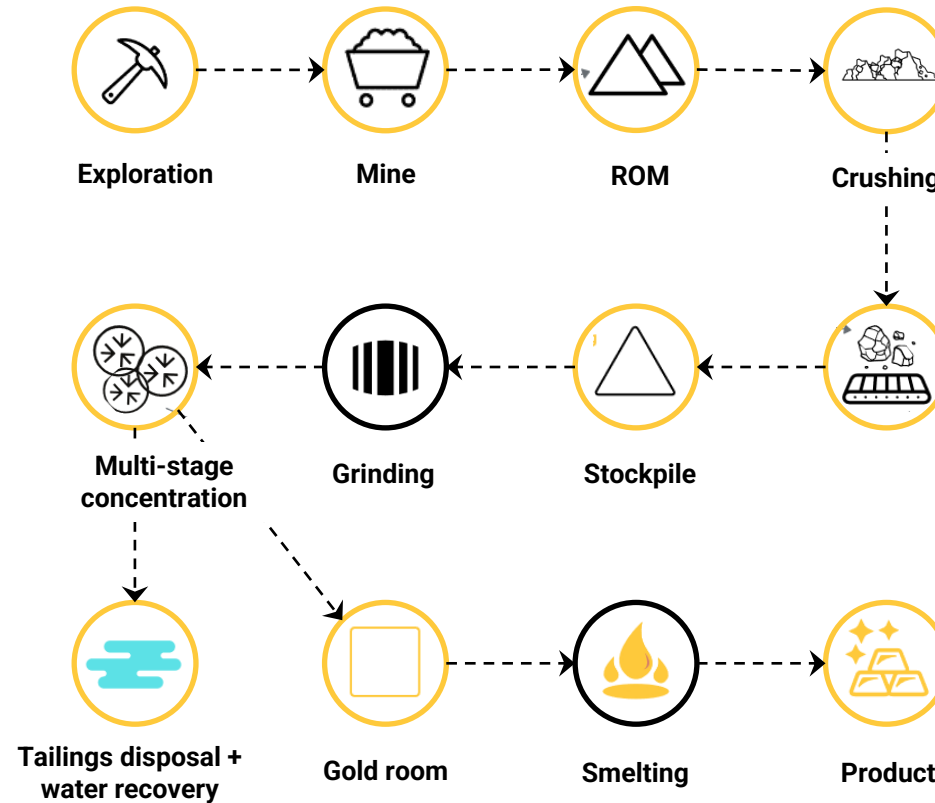 Exploration
Mine
ROM
Crushing
Multi-stage
concentration
Grinding
Stockpile
Tailings disposal +
water recovery
Gold room
Smelting
Product